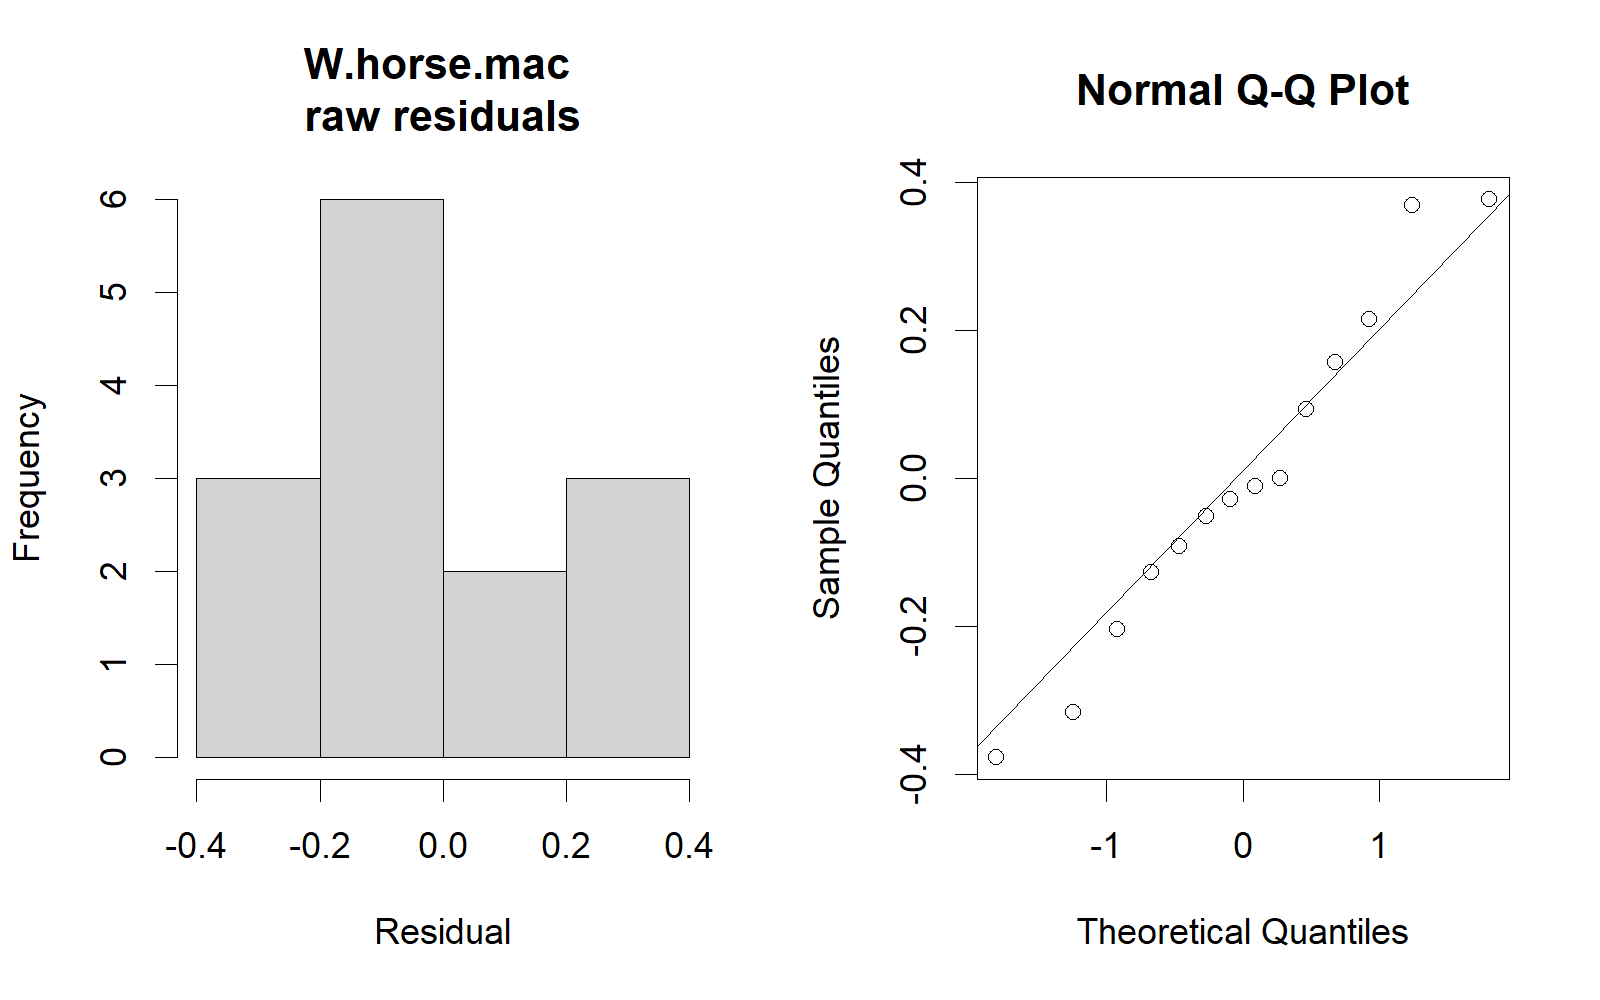 W.horse.mac
raw residuals
Frequency
6
5
4
3
2
1
0
-0.4 -0.2 0.0 0.2 0.4
Residual
Normal Q-Q Plot
Sample Quantiles
0.4
0.2
0.0
-0.2
-0.4
-1 0 1
Theoretical Quantiles